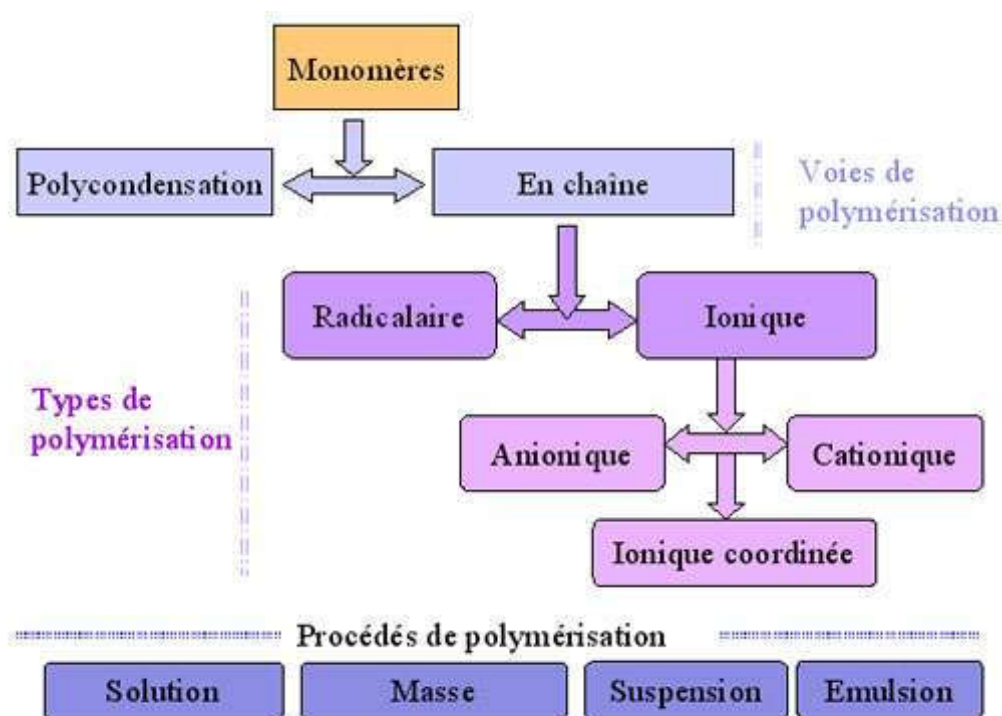 Monomères
Polycondensation
En chaîne
Voies de
polymérisation
Radicalaire
Ionique
Types de
polymérisation
Anionique
Cationique
Ionique coordinée
Procédés de polymérisation
Solution
Masse
Suspension
Emulsion